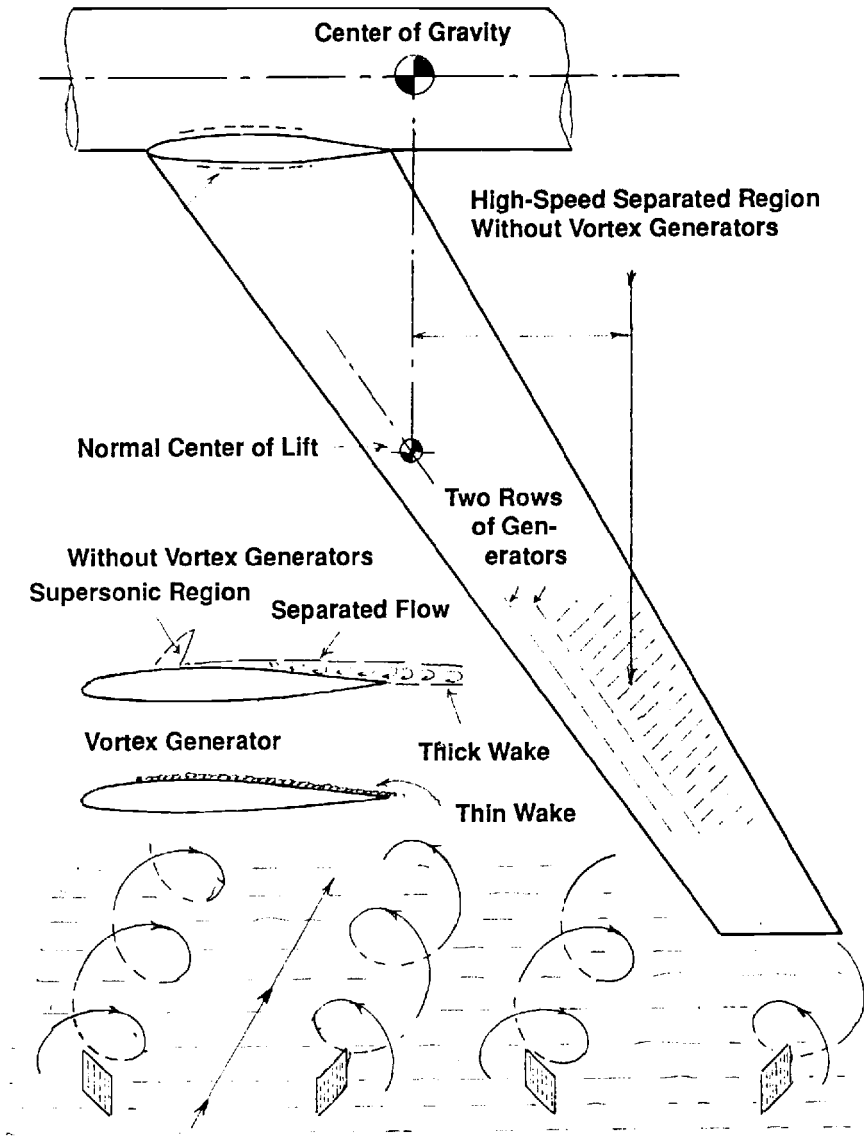 Center of Gravity
High-Speed Separated Region
Without Vortex Generators
Normal Center of Lift
Two Rows
of Gen-
erators
Without Vortex Generators
Supersonic Region
Separated Flow
Vortex Generator
Thick Wake
Thin Wake